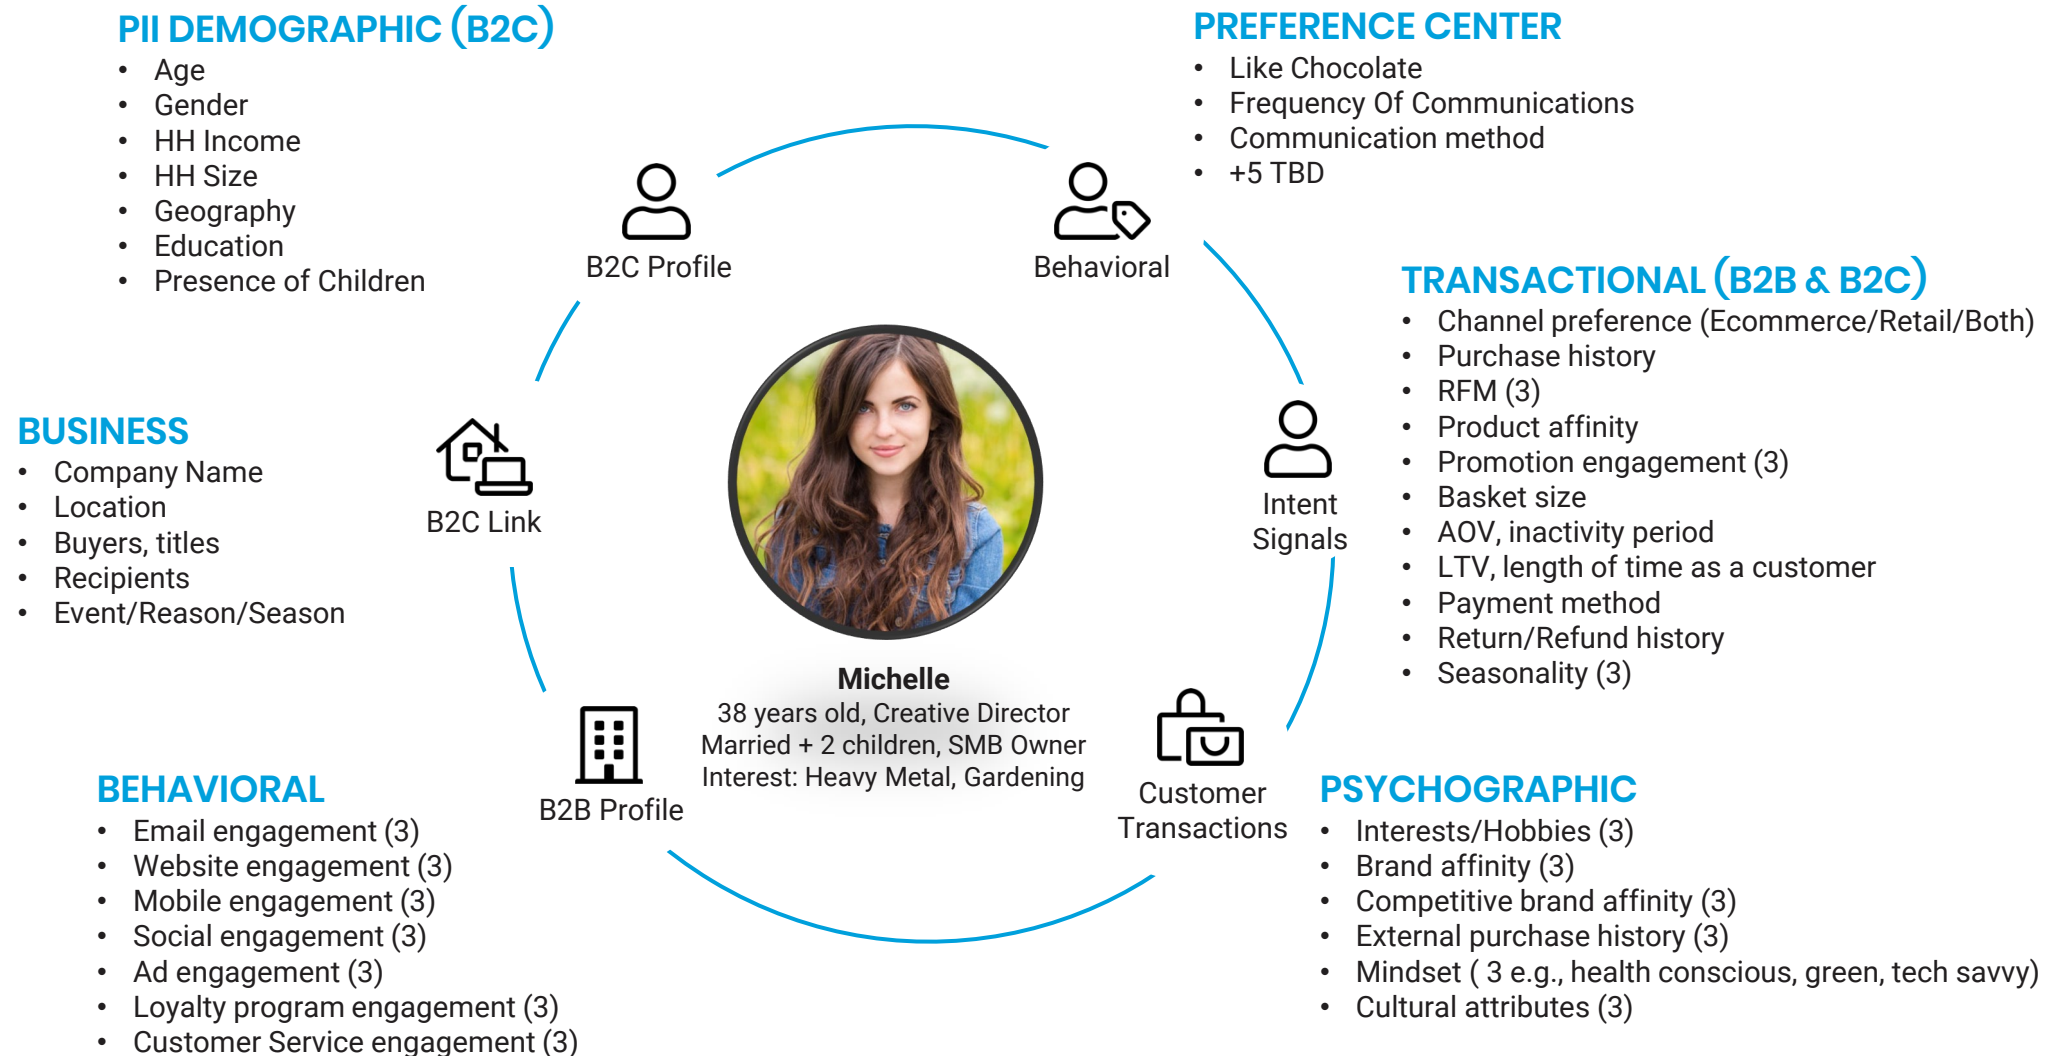 PII DEMOGRAPHIC (B2C)
• Age
• Gender
• HH Income
• HH Size
• Geography
• Education
• Presence of Children
PREFERENCE CENTER
• Like Chocolate
• Frequency Of Communications
• Communication method
• +5 TBD
B2C Profile
Behavioral
TRANSACTIONAL (B2B & B2C)
• Channel preference (Ecommerce/Retail/Both)
• Purchase history
• RFM (3)
• Product affinity
• Promotion engagement (3)
• Basket size
• AOV, inactivity period
• LTV, length of time as a customer
• Payment method
• Return/Refund history
• Seasonality (3)
BUSINESS
• Company Name
• Location
• Buyers, titles
• Recipients
• Event/Reason/Season
B2C Link
Intent
Signals
Michelle
38 years old, Creative Director
Married + 2 children, SMB Owner
Interest: Heavy Metal, Gardening
B2B Profile
Customer
Transactions
BEHAVIORAL
• Email engagement (3)
• Website engagement (3)
• Mobile engagement (3)
• Social engagement (3)
• Ad engagement (3)
• Loyalty program engagement (3)
• Customer Service engagement (3)
PSYCHOGRAPHIC
• Interests/Hobbies (3)
• Brand affinity (3)
• Competitive brand affinity (3)
• External purchase history (3)
• Mindset ( 3 e.g., health conscious, green, tech savvy)
• Cultural attributes (3)